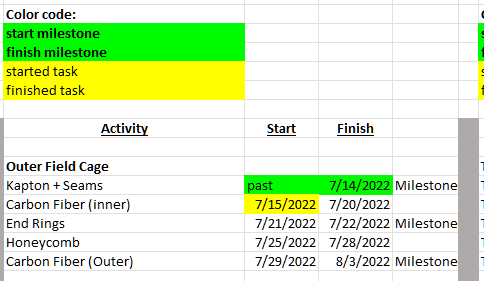 Color code:
start milestone
finish milestone
started task
finished task
Activity Start Finish
Outer Field Cage
Kapton + Seams past 7/14/2022 Milestone
Carbon Fiber (inner) 7/15/2022 7/20/2022
End Rings 7/21/2022 7/22/2022 Milestone
Honeycomb 7/25/2022 7/28/2022
Carbon Fiber (Outer) 7/29/2022 8/3/2022 Milestone